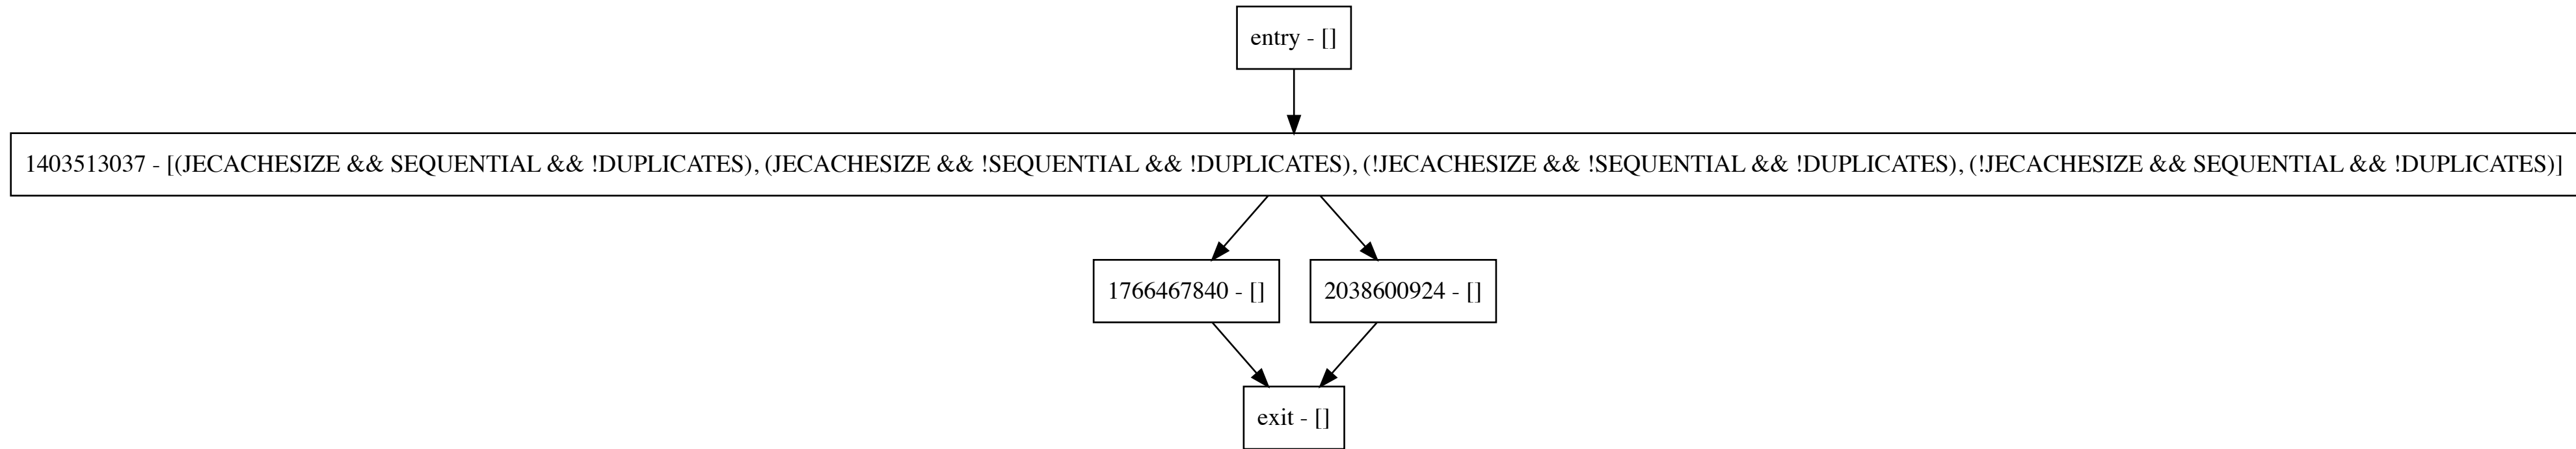 entry - []
1403513037 - [(JECACHESIZE && SEQUENTIAL && !DUPLICATES), (JECACHESIZE && !SEQUENTIAL && !DUPLICATES), (!JECACHESIZE && !SEQUENTIAL && !DUPLICATES), (!JECACHESIZE && SEQUENTIAL && !DUPLICATES)]
1766467840 - []
2038600924 - []
exit - []